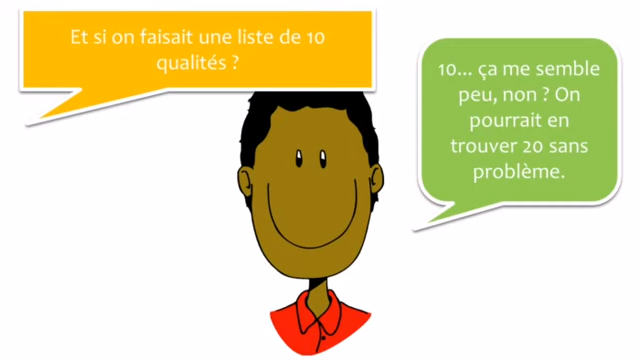 Et si on faisait une liste de 10
qualités ?
10... ça me semble
peu, non ? On
pourrait en
trouver 20 sans
problème.